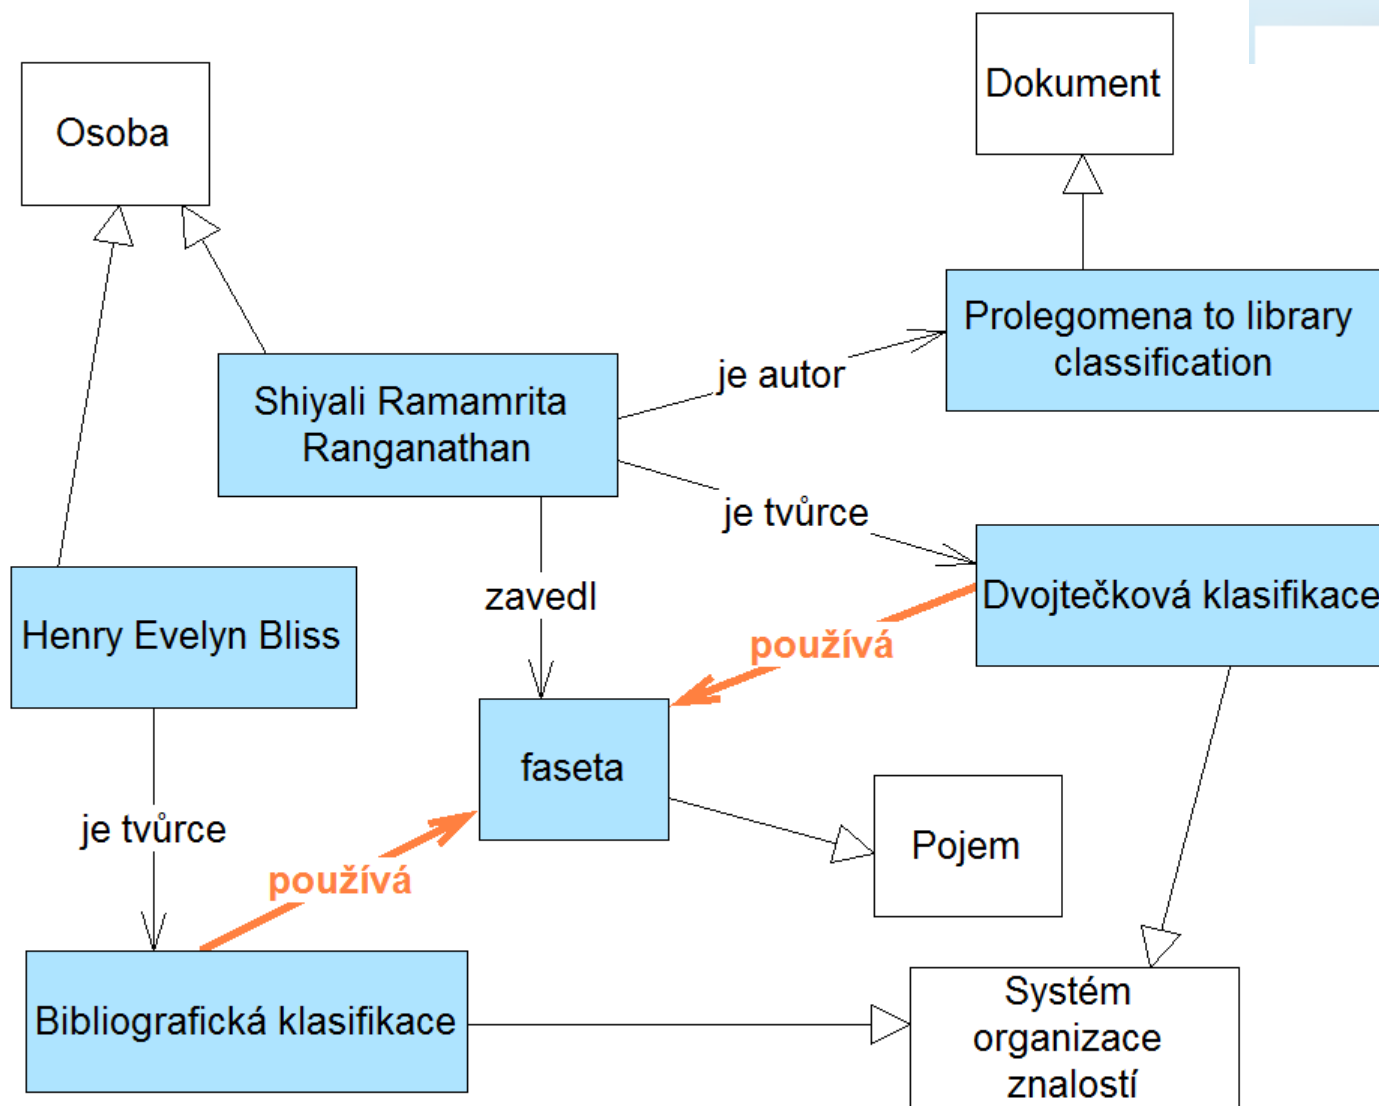 Dokument
Osoba
Prolegomena to library
classification
je autor
Shiyali Ramamrita
Ranganathan
je tvůrce
zavedl
Dvojtečková klasifikace
Henry Evelyn Bliss
používá
faseta
je tvůrce
Pojem
používá
Bibliografická klasifikace
Systém
organizace
znalostí